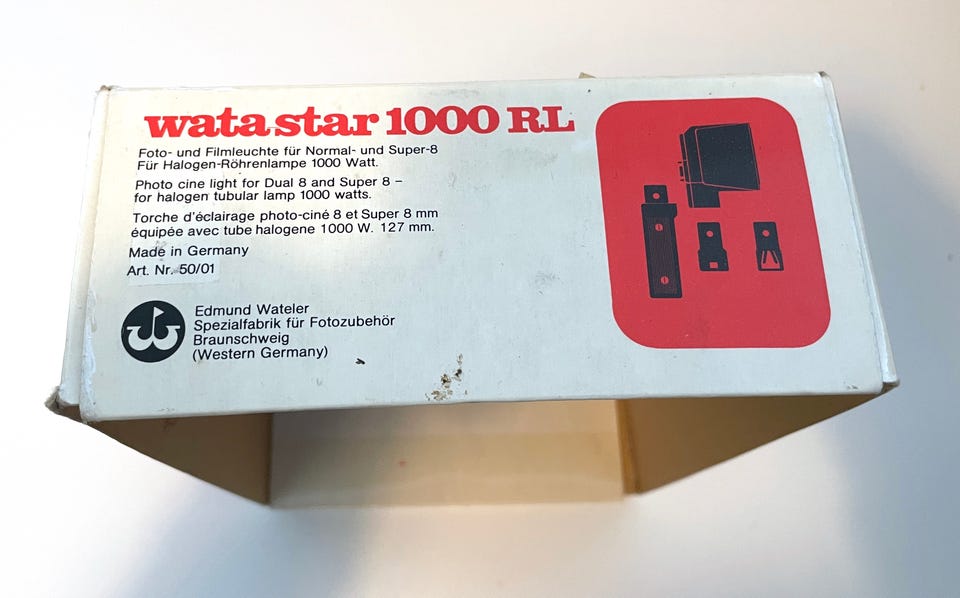 watastar 1000 RL
Foto- und Filmleuchte für Normal- und Super-8
Für Halogen-Röhrenlampe 1000 Watt.
Photo cine light for Dual 8 and Super 8 –
for halogen tubular lamp 1000 watts.
Torche d'éclairage photo-ciné 8 et Super 8 mm
équipée avec tube halogene 1000 W. 127 mm.
Made in Germany
Art. Nr. 50/01
Edmund Wateler
Spezialfabrik für Fotozubehör
Braunschweig
(Western Germany)